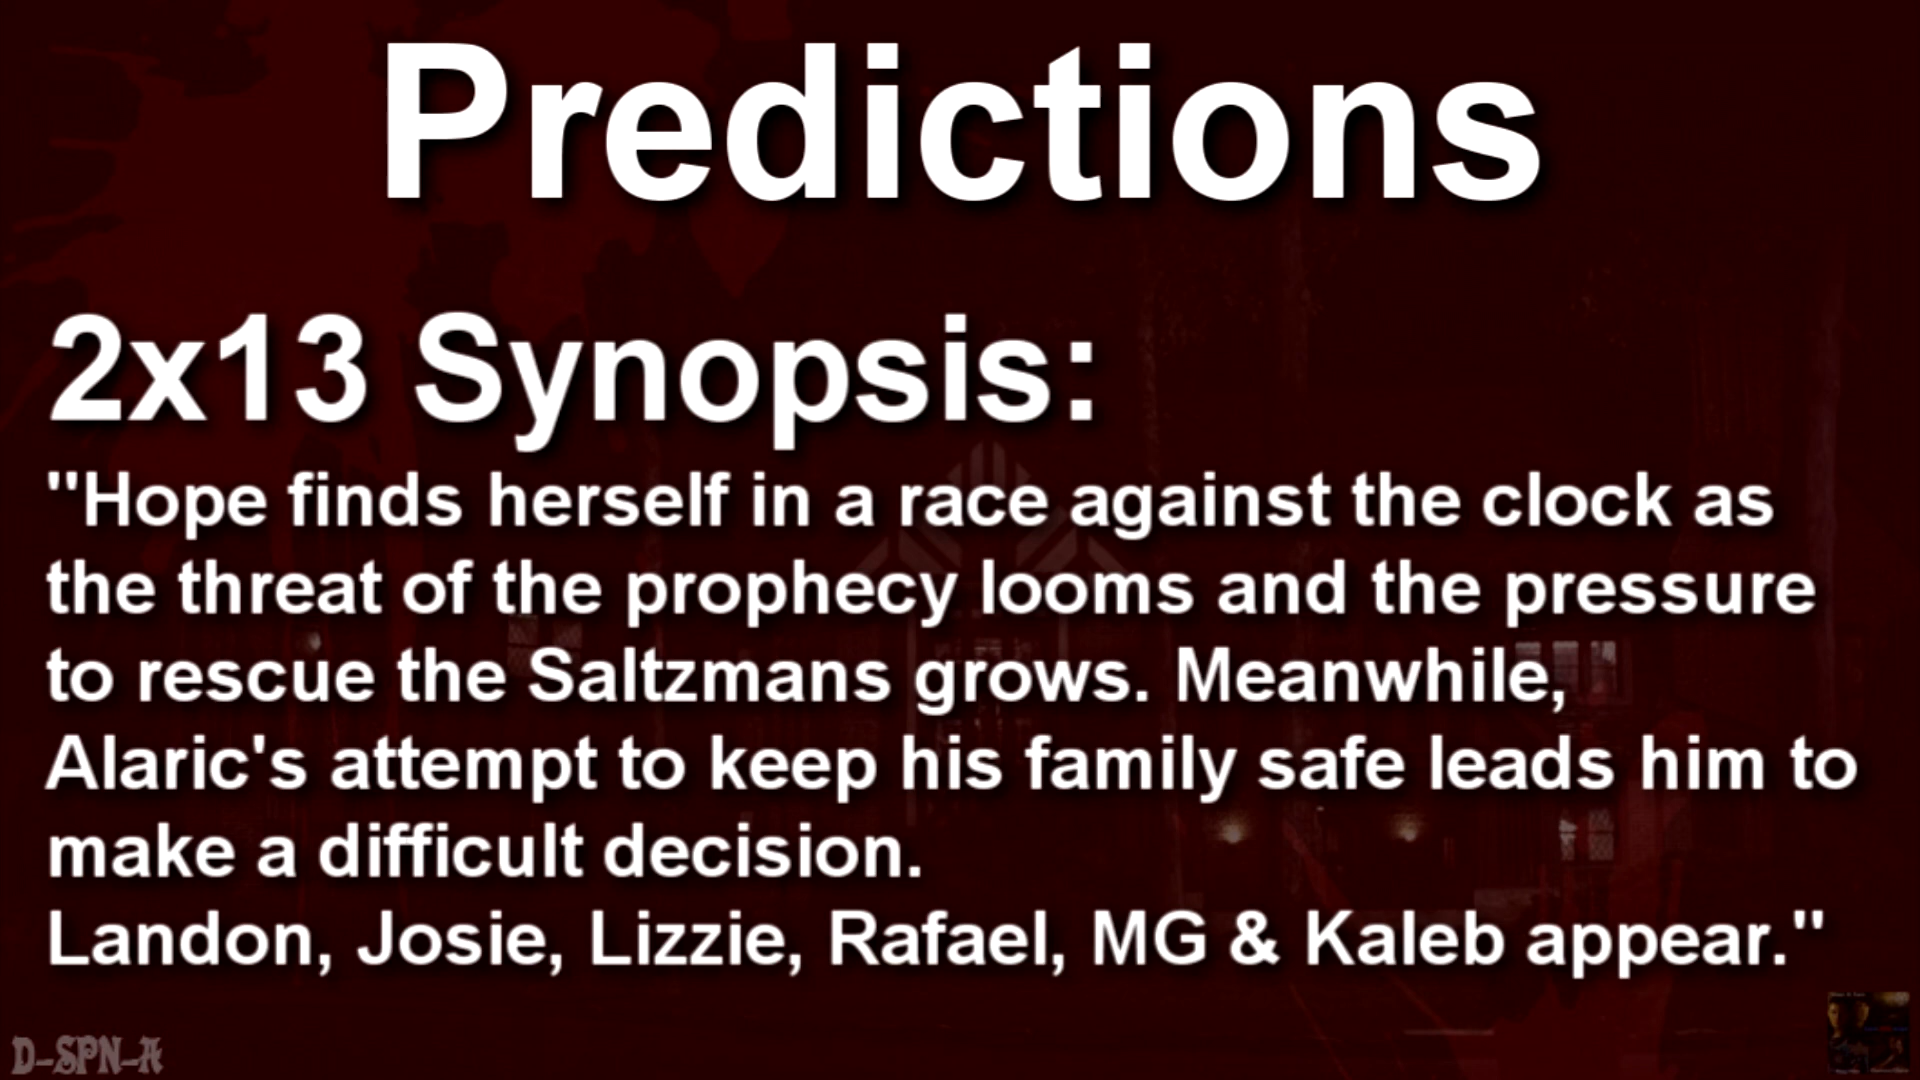 Predictions
2x13 Synopsis:
"Hope finds herself in a race against the clock as
the threat of the prophecy looms and the pressure
to rescue the Saltzmans grows. Meanwhile,
Alaric's attempt to keep his family safe leads him to
make a difficult decision.
Landon, Josie, Lizzie, Rafael, MG & Kaleb appear."
D-SPN-A